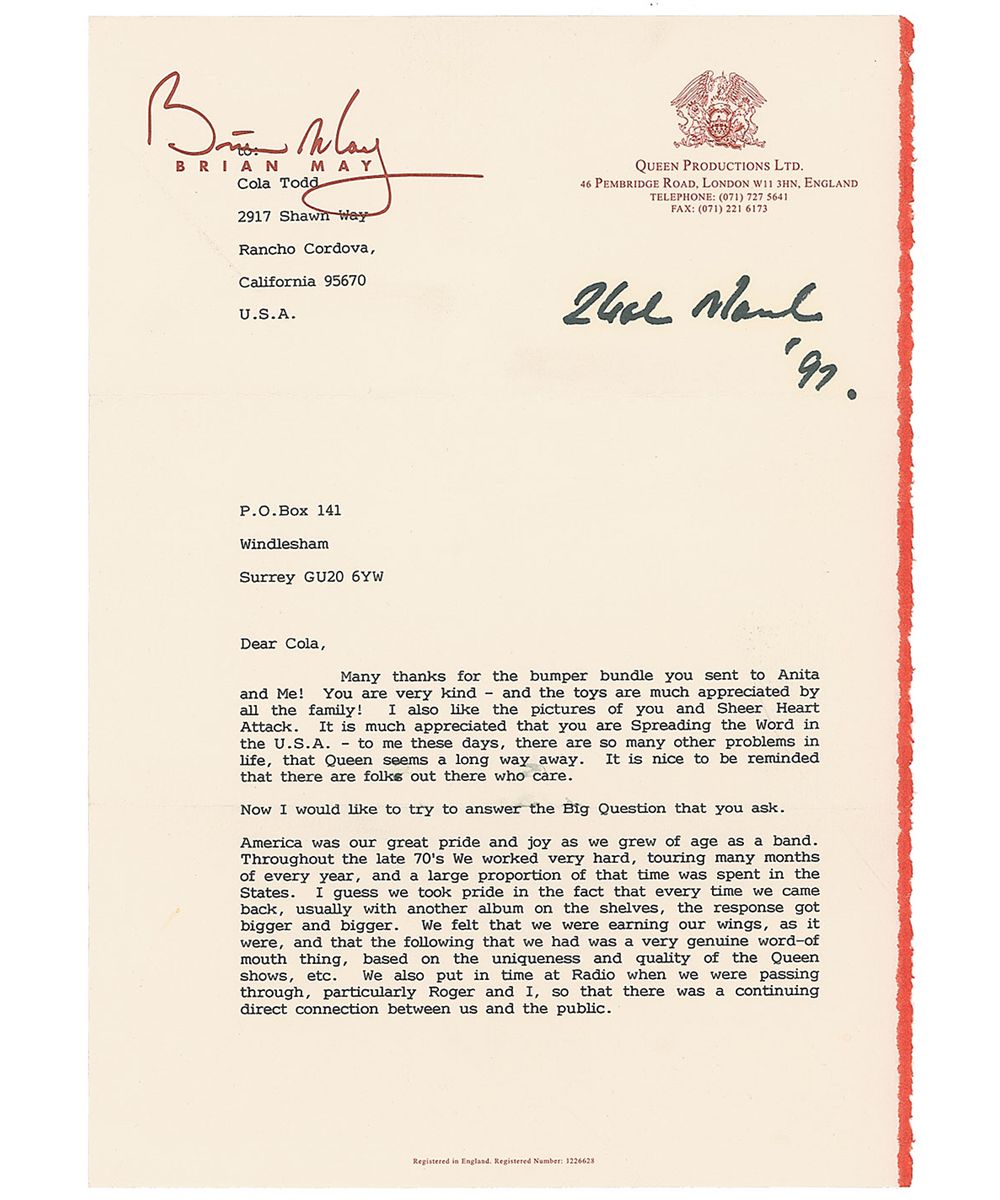 Brian May
BRIAN MAY
to:
Cola Todd
2917 Shawn Way
Rancho Cordova,
California 95670
U.S.A.
QUEEN PRODUCTIONS LTD.
46 PEMBRIDGE ROAD, LONDON W11 3HN, ENGLAND
TELEPHONE: (071) 727 5641
FAX: (071) 221 6173
March
P.O.Box 141
Windlesham
Surrey GU20 6YW
Dear Cola,
Many thanks for the bumper bundle you sent to Anita
and Me! You are very kind - and the toys are much appreciated by
all the family! I also like the pictures of you and Sheer Heart
Attack. It is much appreciated that you are Spreading the Word in
the U.S.A. - to me these days, there are so many other problems in
life, that Queen seems a long way away. It is nice to be reminded
that there are folks out there who care.
Now I would like to try to answer the Big Question that you ask.
America was our great pride and joy as we grew of age as a band.
Throughout the late 70's We worked very hard, touring many months
of every year, and a large proportion of that time was spent in the
States. I guess we took pride in the fact that every time we came
back, usually with another album on the shelves, the response got
bigger and bigger. We felt that we were earning our wings, as it
were, and that the following that we had was a very genuine word-of
mouth thing, based on the uniqueness and quality of the Queen
shows, etc. We also put in time at Radio when we were passing
through, particularly Roger and I, so that there was a continuing
direct connection between us and the public.
Registered in England. Registered Number: 1226628